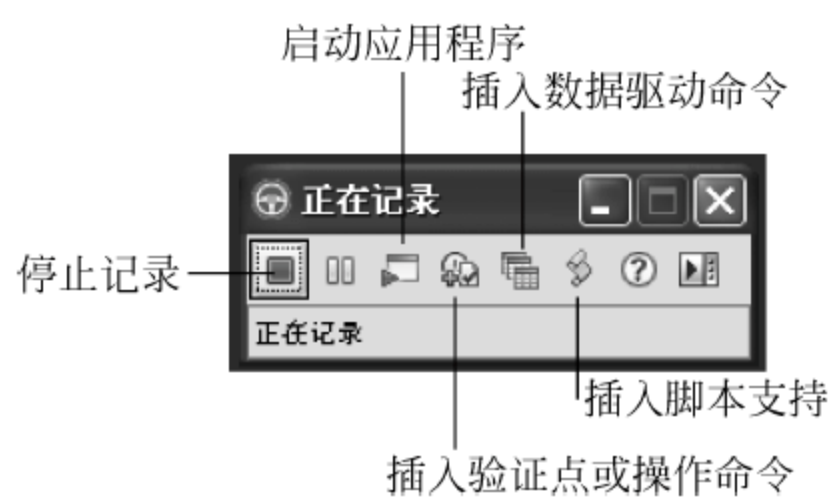 启动应用程序
插入数据驱动命令
正在记录
停止记录
正在记录
插入脚本支持
插入验证点或操作命令